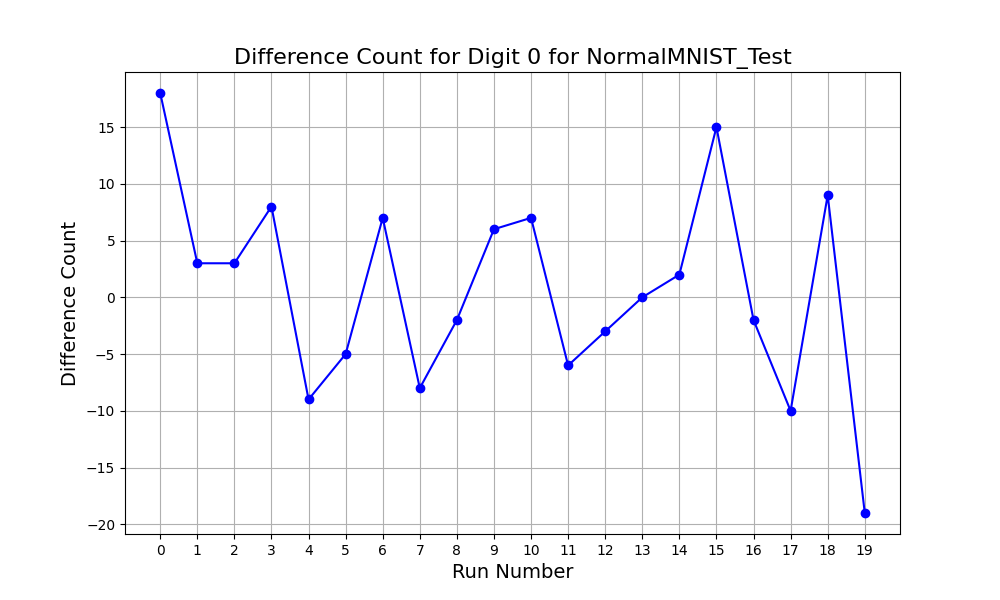 Difference Count for Digit 0 for NormalMNIST_Test
Difference Count
15
10
5
0
−5
−10
−15
−20
0 1 2 3 4 5 6 7 8 9 10 11 12 13 14 15 16 17 18 19
Run Number